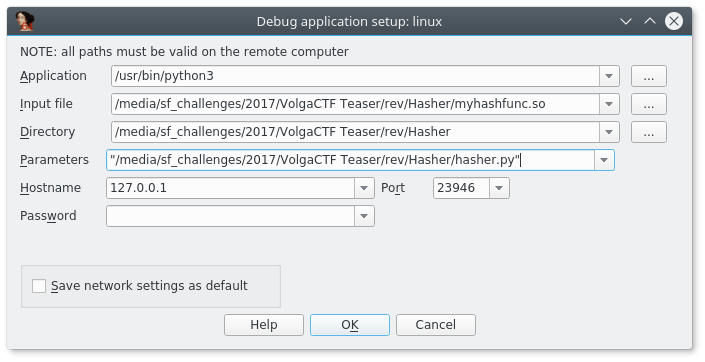 Debug application setup: linux
NOTE: all paths must be valid on the remote computer
Application /usr/bin/python3 ...
Input file /media/sf_challenges/2017/VolgaCTF Teaser/rev/Hasher/myhashfunc.so ...
Directory /media/sf_challenges/2017/VolgaCTF Teaser/rev/Hasher ...
Parameters "/media/sf_challenges/2017/VolgaCTF Teaser/rev/Hasher/hasher.py"
Hostname 127.0.0.1 Port 23946
Password
Save network settings as default
Help OK Cancel